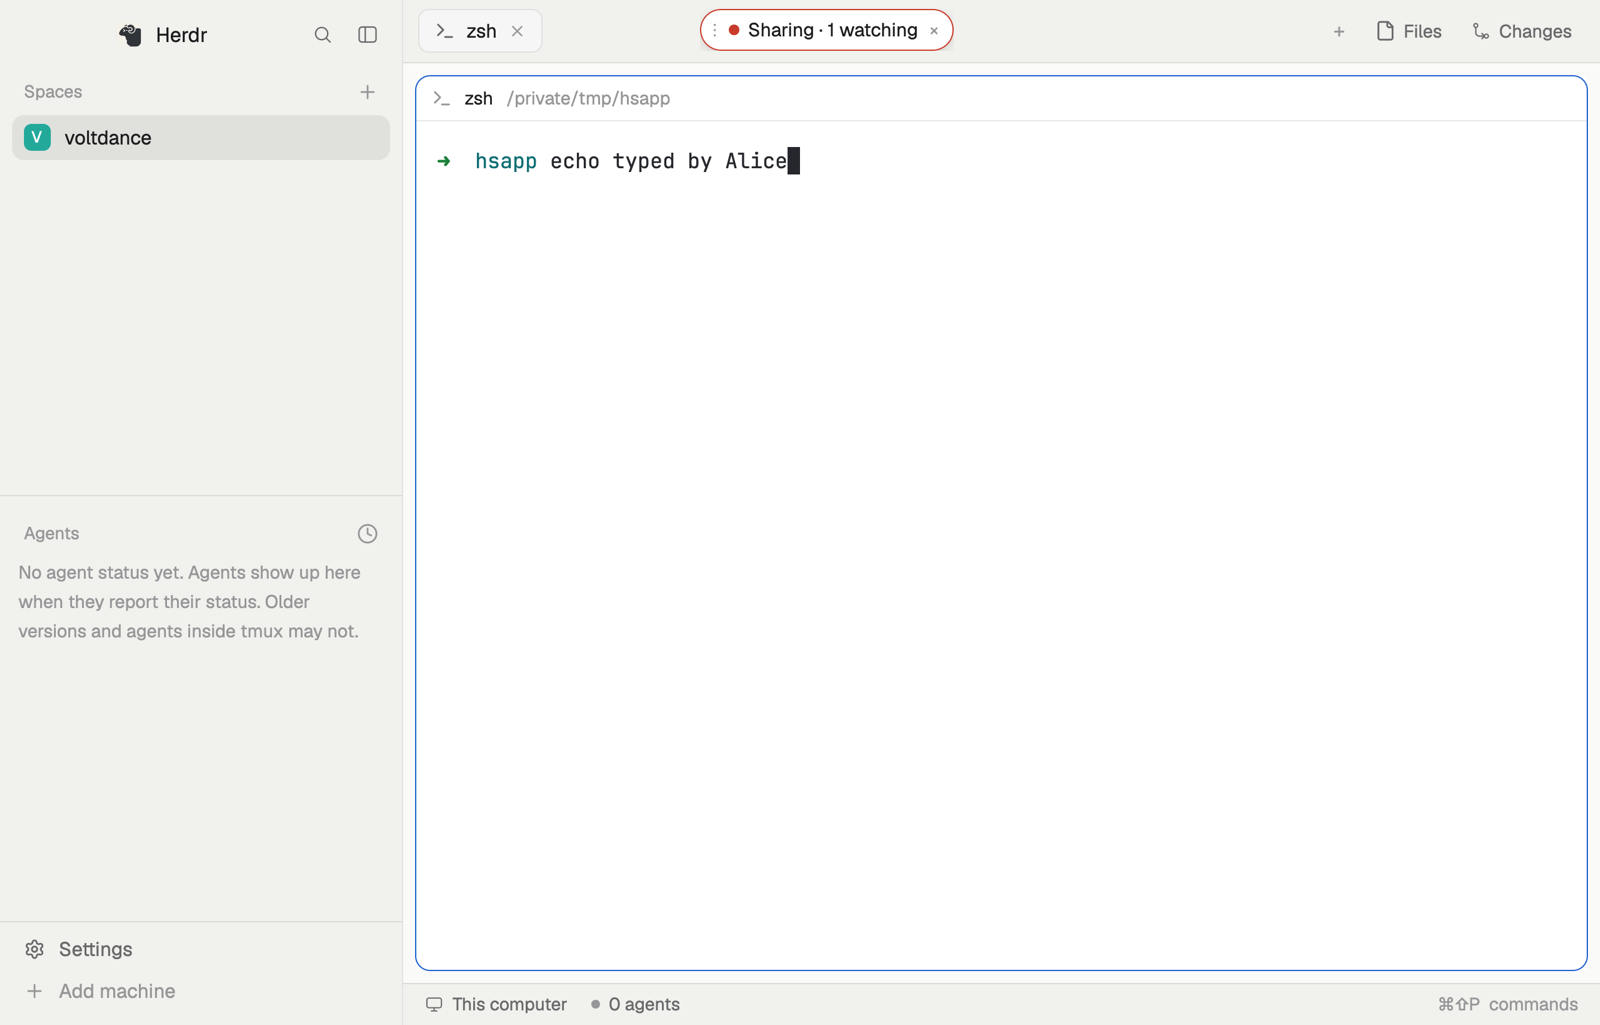 Herdr
Spaces
V voltdance
Agents
No agent status yet. Agents show up here
when they report their status. Older
versions and agents inside tmux may not.
Settings
+ Add machine
zsh ×
Sharing · 1 watching ×
+ Files Changes
zsh /private/tmp/hsapp
➜ hsapp echo typed by Alice
This computer • 0 agents
⌘⇧P commands